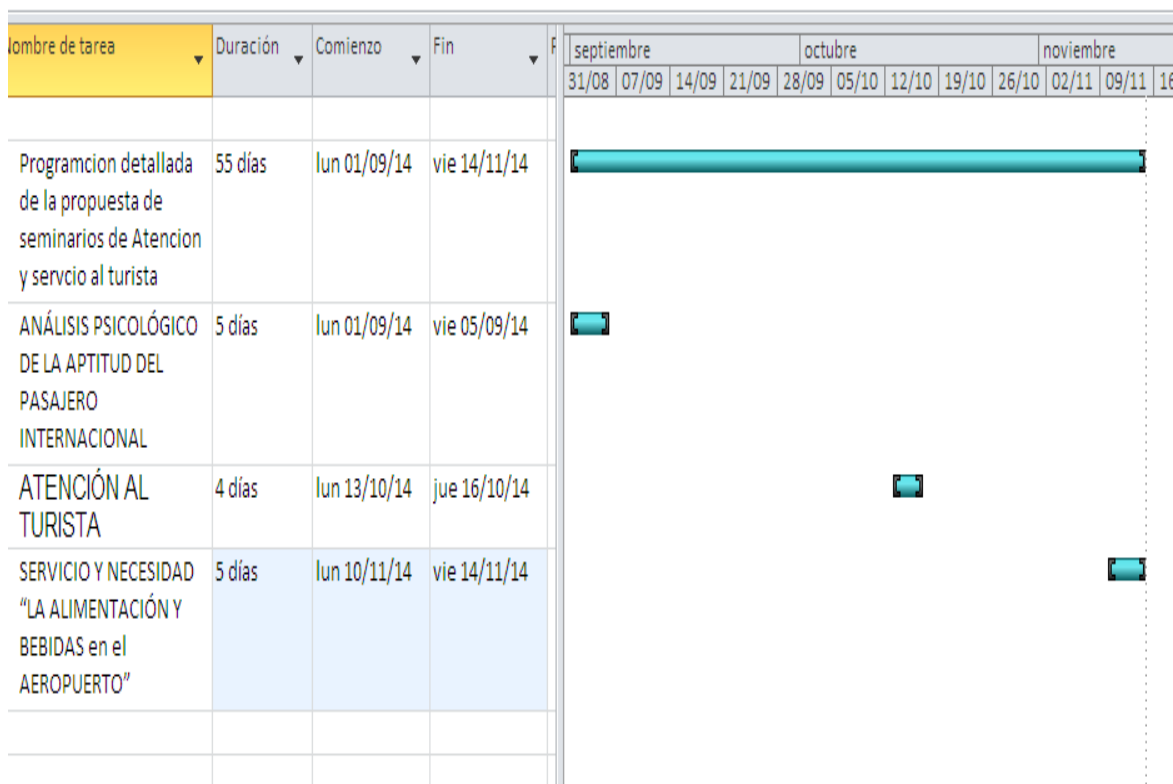 Nombre de tarea Duración Comienzo Fin
septiembre octubre noviembre
31/08 07/09 14/09 21/09 28/09 05/10 12/10 19/10 26/10 02/11 09/11 16
Programcion detallada 55 días lun 01/09/14 vie 14/11/14
de la propuesta de
seminarios de Atencion
y servcio al turista
ANÁLISIS PSICOLÓGICO 5 días lun 01/09/14 vie 05/09/14
DE LA APTITUD DEL
PASAJERO
INTERNACIONAL
ATENCIÓN AL 4 días lun 13/10/14 jue 16/10/14
TURISTA
SERVICIO Y NECESIDAD 5 días lun 10/11/14 vie 14/11/14
“LA ALIMENTACIÓN Y
BEBIDAS en el
AEROPUERTO”